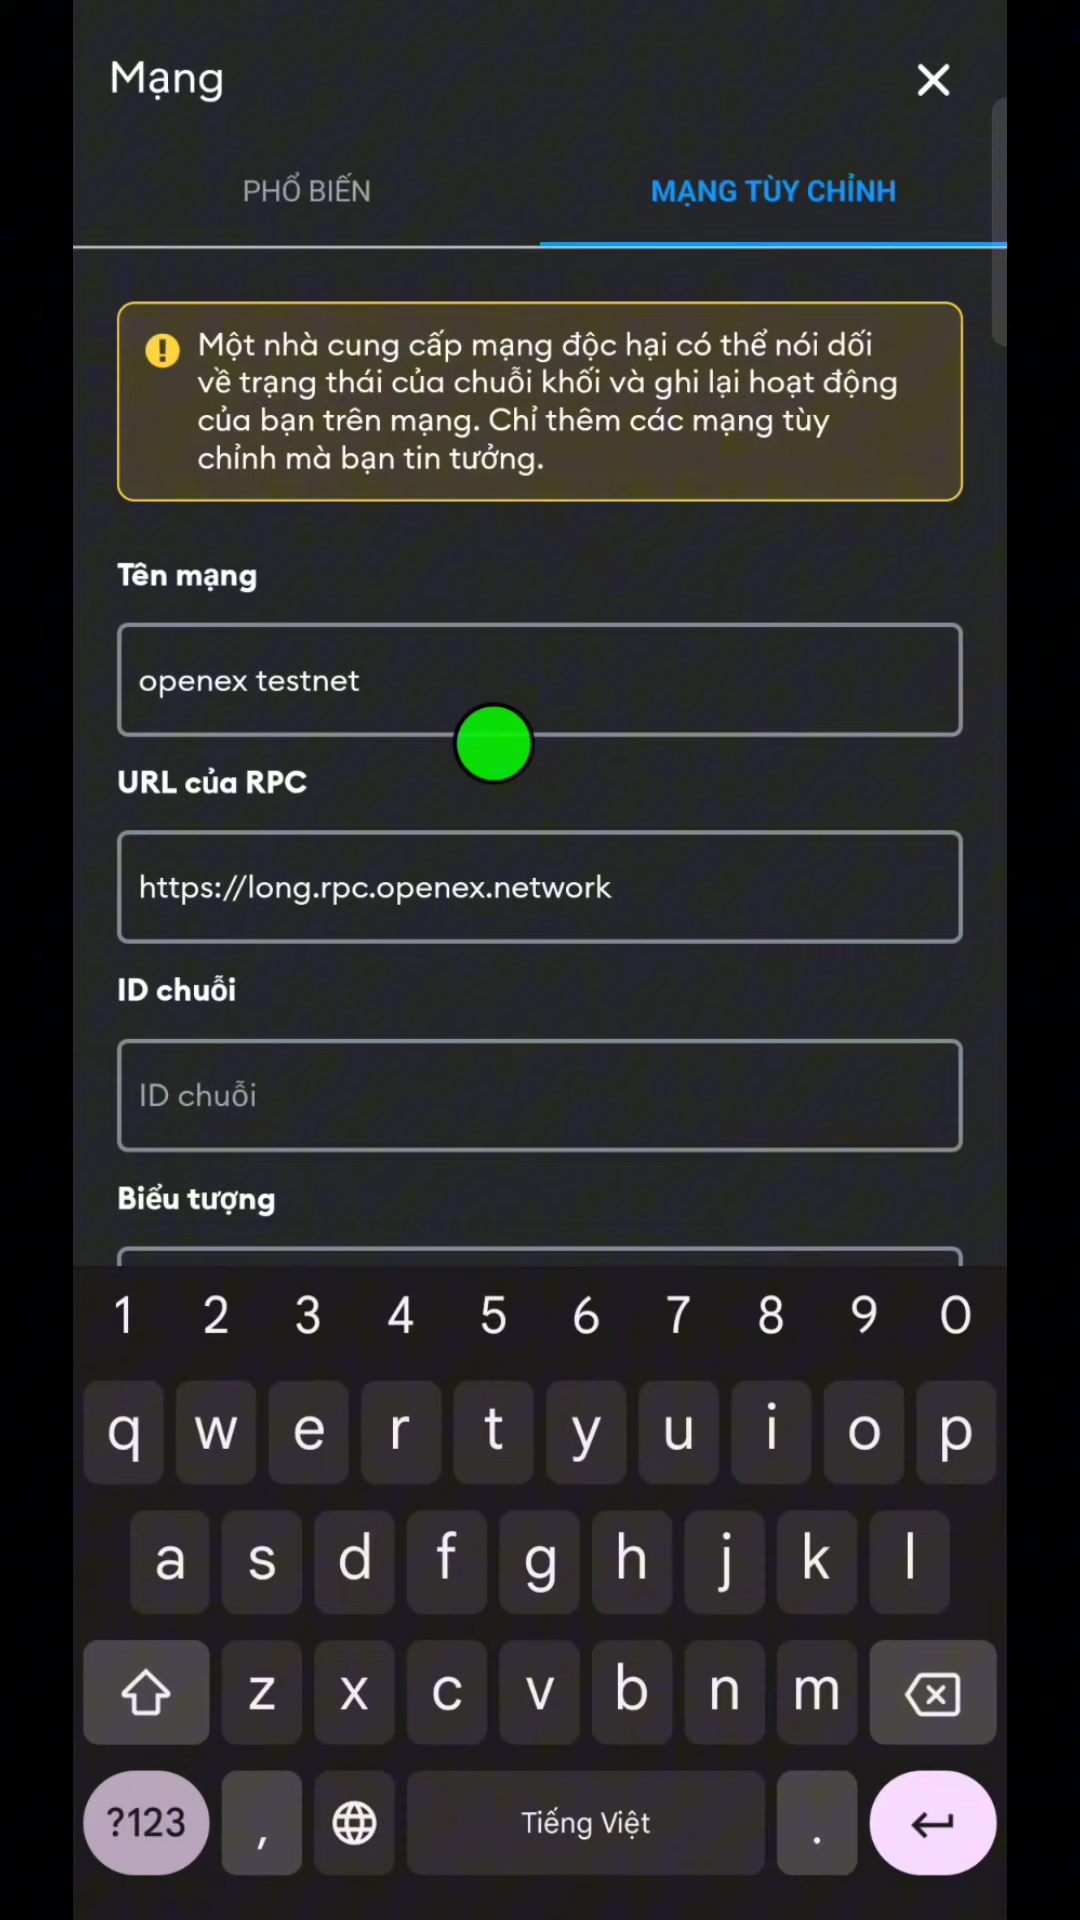 Mạng
PHỔ BIẾN
MẠNG TÙY CHỈNH
Một nhà cung cấp mạng độc hại có thể nói dối
về trạng thái của chuỗi khối và ghi lại hoạt động
của bạn trên mạng. Chỉ thêm các mạng tùy
chỉnh mà bạn tin tưởng.
Tên mạng
openex testnet
URL của RPC
https://long.rpc.openex.network
ID chuỗi
ID chuỗi
Biểu tượng
1 2 3 4 5 6 7 8 9 0
q w e r t y u i o p
a s d f g h j k l
z x c v b n m
?123 , Tiếng Việt .